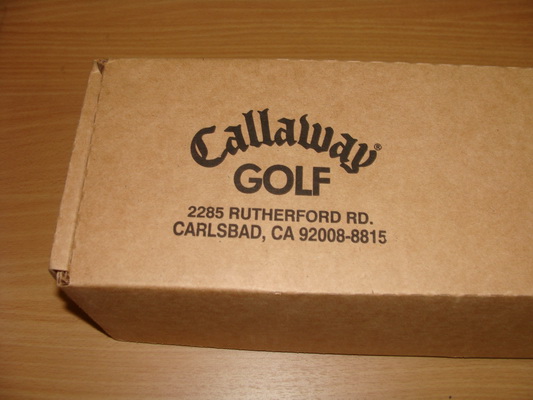 Callaway®
GOLF
2285 RUTHERFORD RD.
CARLSBAD, CA 92008-8815